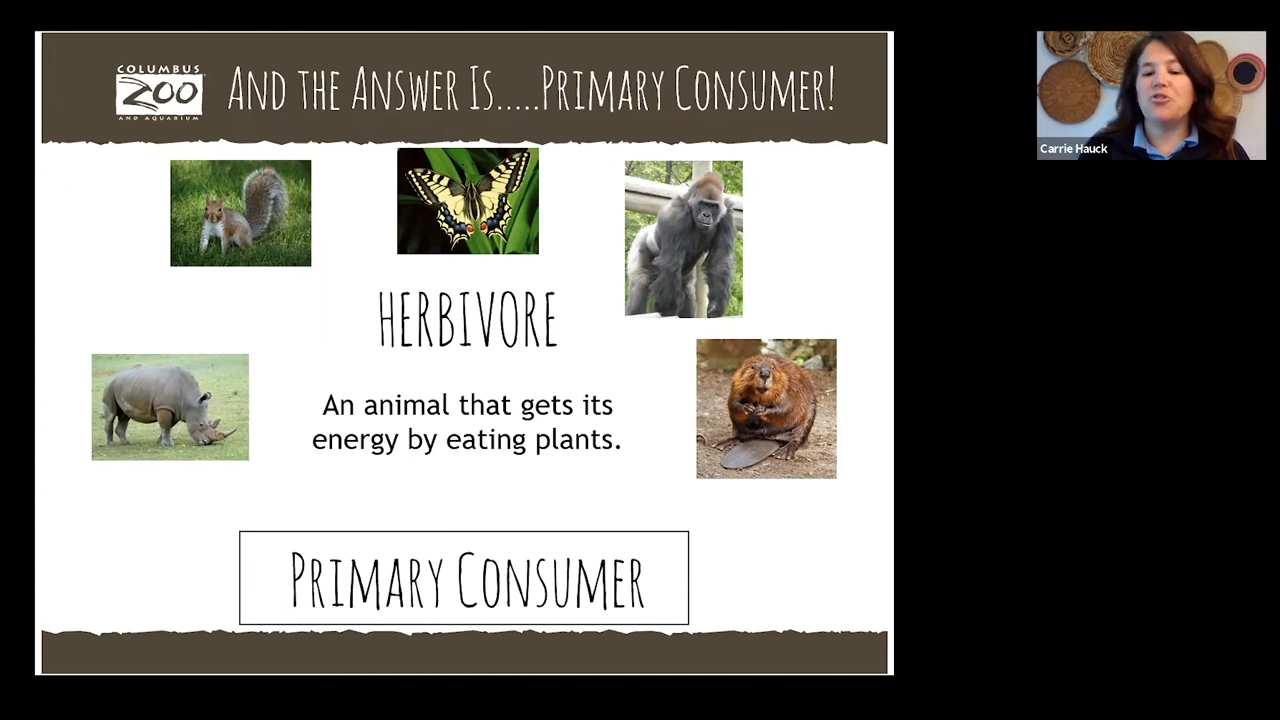 COLUMBUS
ZOO
AND AQUARIUM
AND THE ANSWER IS.....PRIMARY CONSUMER!
Carrie Hauck
HERBIVORE
An animal that gets its
energy by eating plants.
PRIMARY CONSUMER